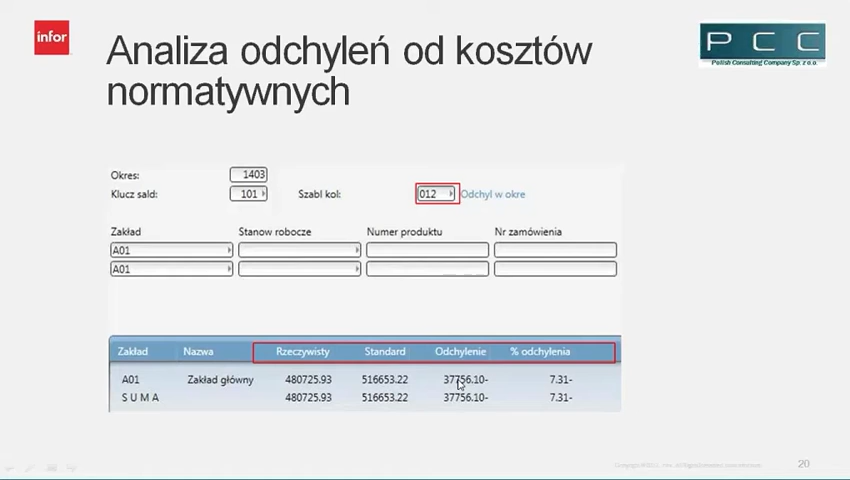 infor
PCC
Polish Consulting Company Sp. z o.o.
Analiza odchyleń od kosztów
normatywnych
Okres: 1403
Klucz sald: 101 Szabl kol: 012 Odchyl w okre
Zakład Stanow robocze Numer produktu Nr zamówienia
A01
A01
Zakład Nazwa Rzeczywisty Standard Odchylenie % odchylenia
A01 Zakład główny 480725.93 516653.22 37756.10- 7.31-
S U M A 480725.93 516653.22 37756.10- 7.31-
20